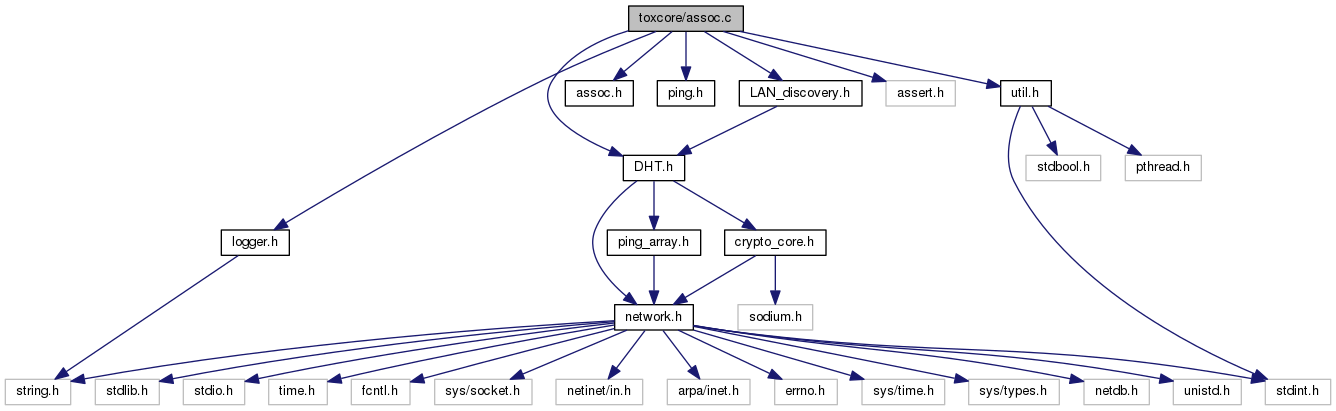 toxcore/assoc.c
assoc.h
ping.h
LAN_discovery.h
assert.h
util.h
DHT.h
stdbool.h
pthread.h
logger.h
ping_array.h
crypto_core.h
network.h
sodium.h
string.h
stdlib.h
stdio.h
time.h
fcntl.h
sys/socket.h
netinet/in.h
arpa/inet.h
errno.h
sys/time.h
sys/types.h
netdb.h
unistd.h
stdint.h